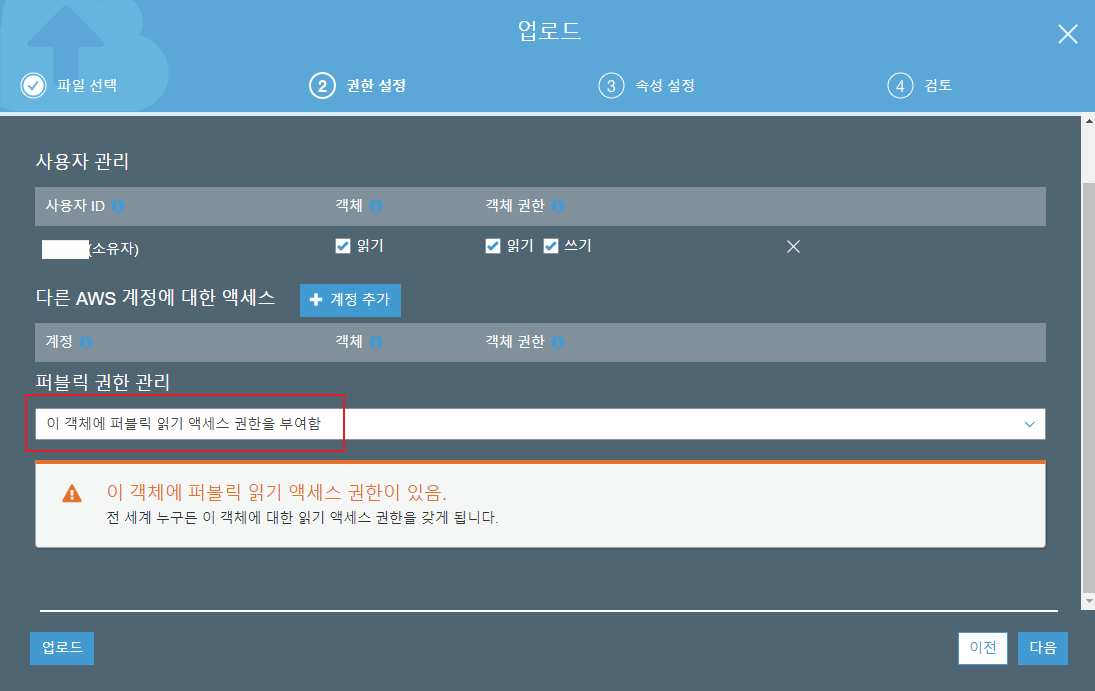 업로드
파일 선택
2 권한 설정
3 속성 설정
4 검토
사용자 관리
사용자 ID 객체 객체 권한
(소유자) 읽기 읽기 쓰기
다른 AWS 계정에 대한 액세스 + 계정 추가
계정 객체 객체 권한
퍼블릭 권한 관리
이 객체에 퍼블릭 읽기 액세스 권한을 부여함
이 객체에 퍼블릭 읽기 액세스 권한이 있음.
전 세계 누구든 이 객체에 대한 읽기 액세스 권한을 갖게 됩니다.
업로드 이전 다음